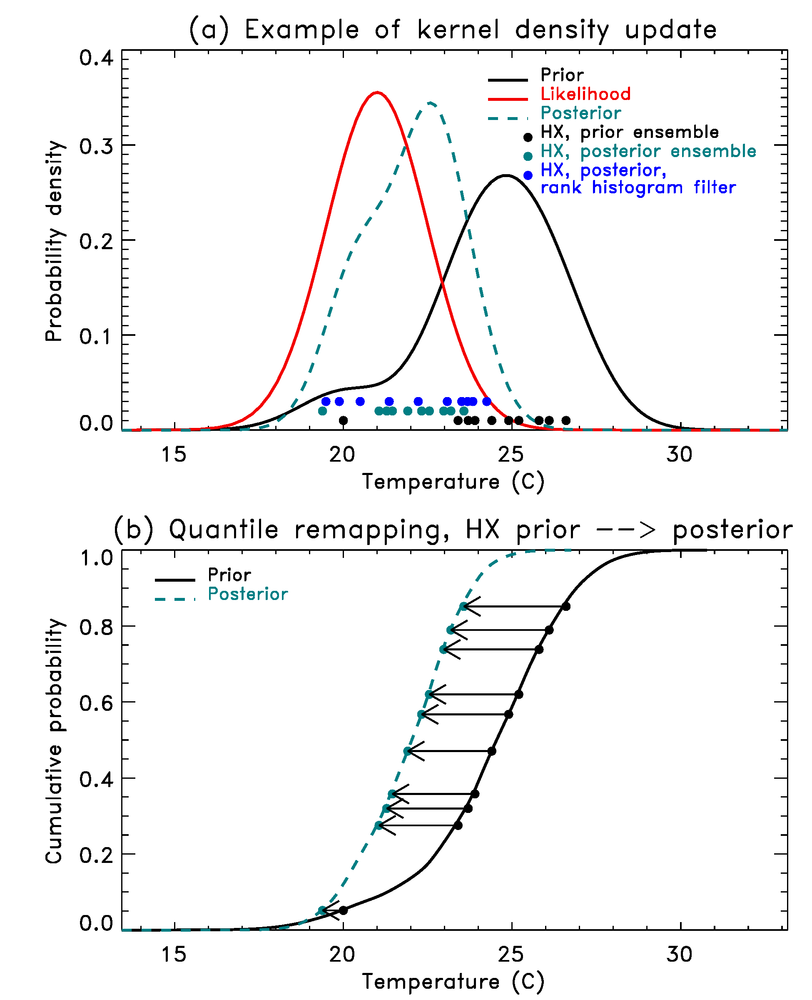 (a) Example of kernel density update
0.4
0.3
0.2
0.1
0.0
Probability density
Prior
Likelihood
Posterior
HX, prior ensemble
HX, posterior ensemble
HX, posterior,
rank histogram filter
15 20 25 30
Temperature (C)
(b) Quantile remapping, HX prior --> posterior
1.0
0.8
0.6
0.4
0.2
0.0
Cumulative probability
Prior
Posterior
15 20 25 30
Temperature (C)